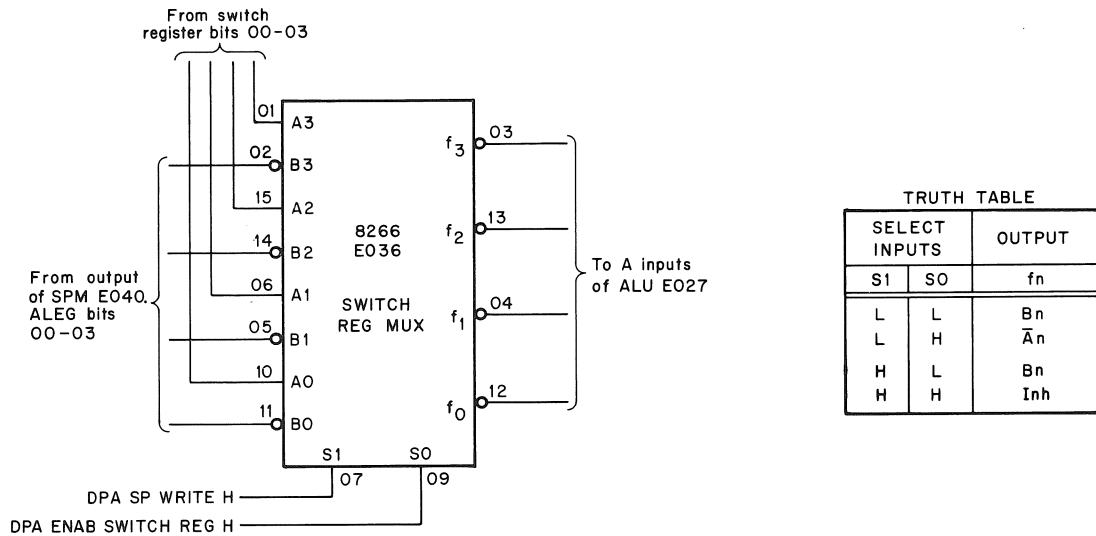 From switch
register bits 00-03
01
A3
02
B3
15
A2
14
B2
06
A1
05
B1
10
A0
11
B0
From output
of SPM E040.
ALEG bits
00-03
8266
E036
SWITCH
REG MUX
f3
03
f2
13
f1
04
f0
12
To A inputs
of ALU E027
S1
S0
07
09
DPA SP WRITE H
DPA ENAB SWITCH REG H
TRUTH TABLE
SELECT INPUTS
OUTPUT
S1 S0 fn
L L Bn
L H A̅n
H L Bn
H H Inh